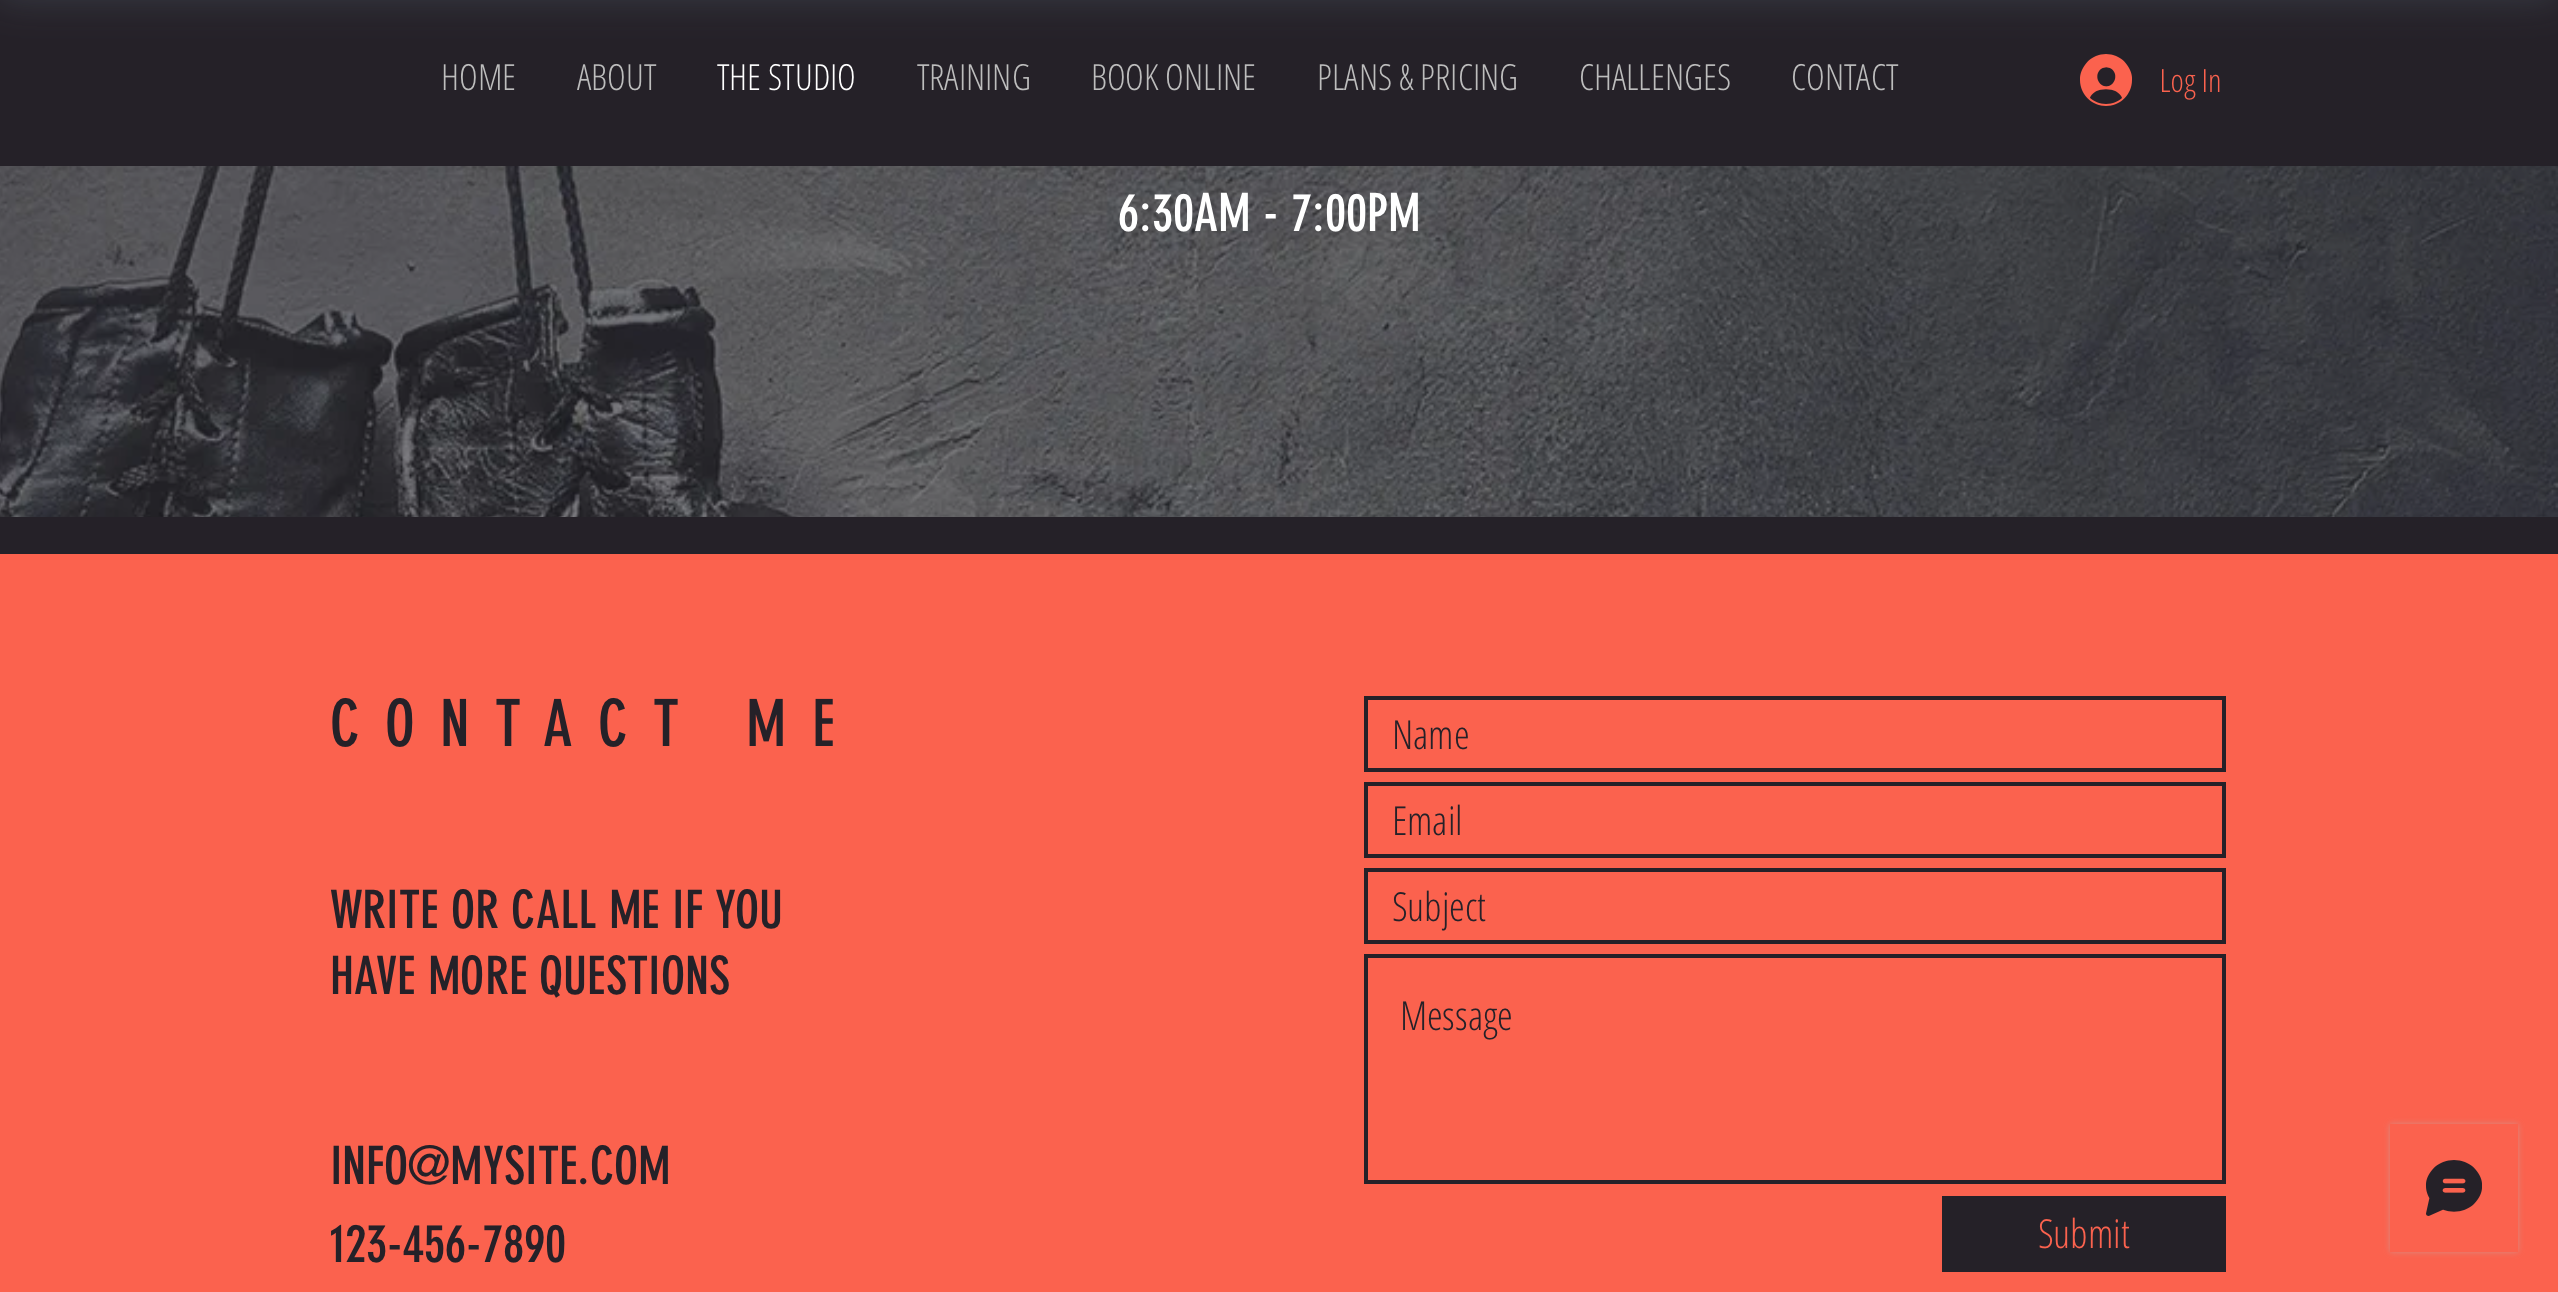 HOME ABOUT THE STUDIO TRAINING BOOK ONLINE PLANS & PRICING CHALLENGES CONTACT Log In
6:30AM - 7:00PM
CONTACT ME
WRITE OR CALL ME IF YOU
HAVE MORE QUESTIONS
INFO@MYSITE.COM
123-456-7890
Name
Email
Subject
Message
Submit